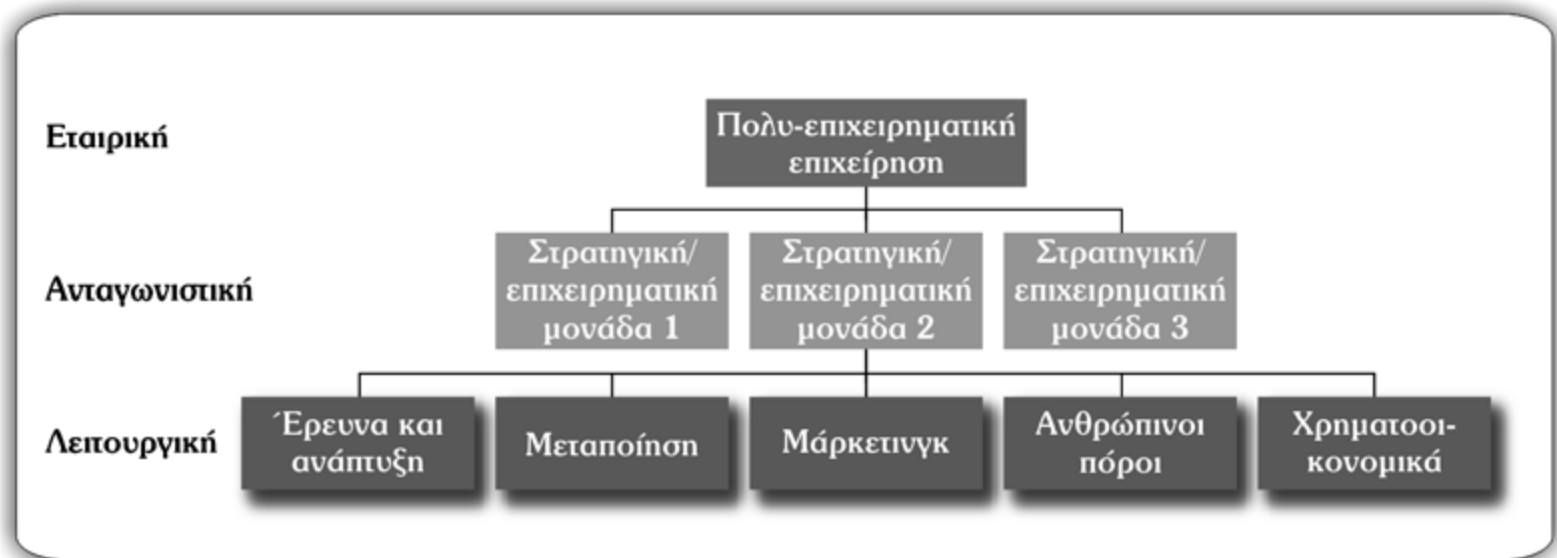 Εταιρική
Πολυ-επιχειρηματική
επιχείρηση
Ανταγωνιστική
Στρατηγική/
επιχειρηματική
μονάδα 1
Στρατηγική/
επιχειρηματική
μονάδα 2
Στρατηγική/
επιχειρηματική
μονάδα 3
Λειτουργική
Έρευνα και
ανάπτυξη
Μεταποίηση
Μάρκετινγκ
Ανθρώπινοι
πόροι
Χρηματοοι-
κονομικά